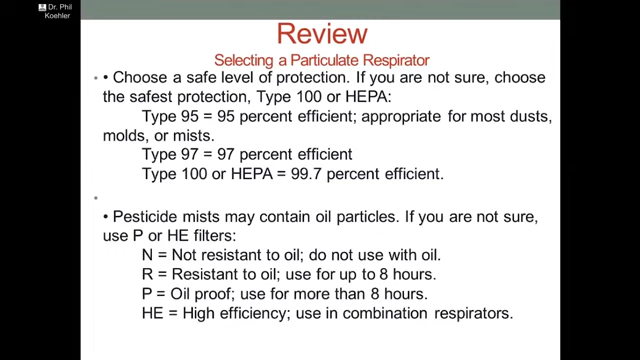 Dr. Phil
Koehler
Review
Selecting a Particulate Respirator
• Choose a safe level of protection. If you are not sure, choose
the safest protection, Type 100 or HEPA:
Type 95 = 95 percent efficient; appropriate for most dusts,
molds, or mists.
Type 97 = 97 percent efficient
Type 100 or HEPA = 99.7 percent efficient.
• Pesticide mists may contain oil particles. If you are not sure,
use P or HE filters:
N = Not resistant to oil; do not use with oil.
R = Resistant to oil; use for up to 8 hours.
P = Oil proof; use for more than 8 hours.
HE = High efficiency; use in combination respirators.